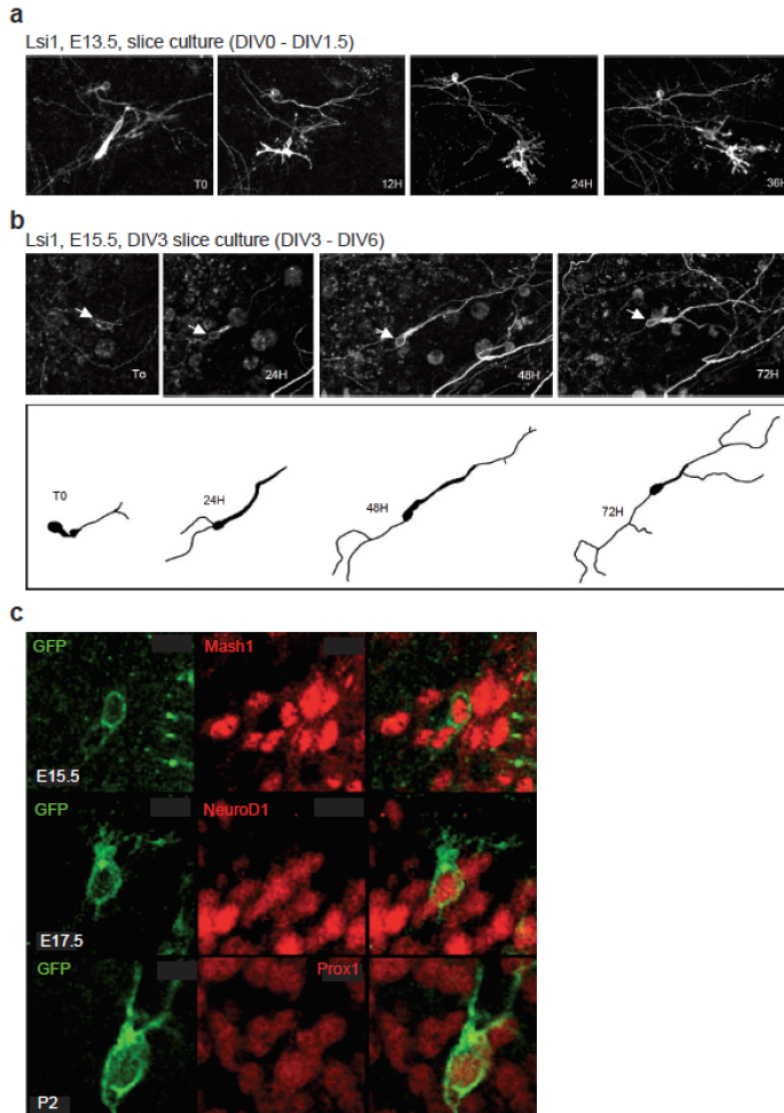 a
Lsi1, E13.5, slice culture (DIV0 - DIV1.5)
T0
12H
24H
36H
b
Lsi1, E15.5, DIV3 slice culture (DIV3 - DIV6)
To
24H
48H
72H
T0
24H
48H
72H
c
GFP
Mash1
E15.5
GFP
NeuroD1
E17.5
GFP
Prox1
P2